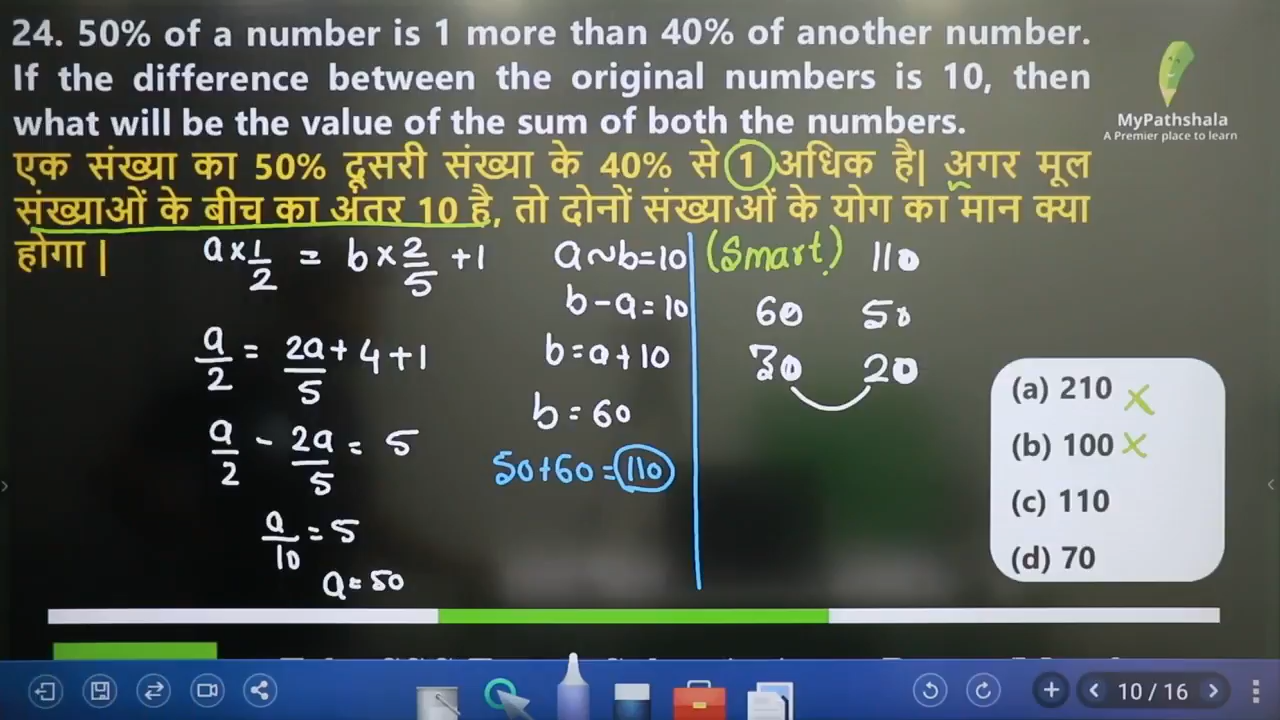 24. 50% of a number is 1 more than 40% of another number.
If the difference between the original numbers is 10, then
what will be the value of the sum of both the numbers.
एक संख्या का 50% दूसरी संख्या के 40% से 1 अधिक है| अगर मूल
संख्याओं के बीच का अंतर 10 है, तो दोनों संख्याओं के योग का मान क्या
होगा |
MyPathshala
A Premier place to learn
a×1/2 = b×2/5 +1
a/2 = 2a/5 + 4 + 1
a/2 - 2a/5 = 5
a/10 = 5
a = 50
a~b=10
b-a=10
b=a+10
b = 60
50+60=110
(Smart.) 110
60 50
30 20
(a) 210 ×
(b) 100 ×
(c) 110
(d) 70
10 / 16